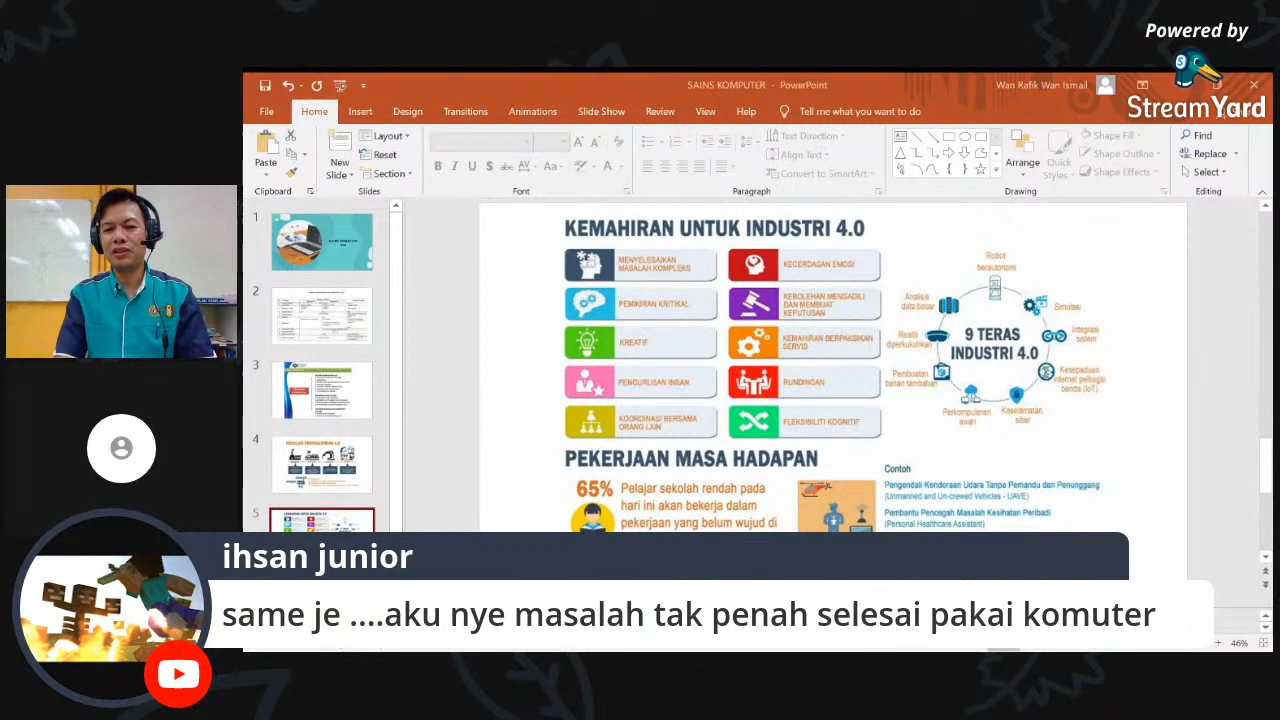 Powered by
StreamYard
SAINS KOMPUTER - PowerPoint
Wan Rafik Wan Ismail
File Home Insert Design Transitions Animations Slide Show Review View Help Tell me what you want to do
Paste
Clipboard
New
Slide
Layout
Reset
Section
Slides
Font
Text Direction
Align Text
Convert to SmartArt
Paragraph
Arrange
Quick
Styles
Shape Fill
Shape Outline
Shape Effects
Drawing
Find
Replace
Select
Editing
1
2
3
4
5
KEMAHIRAN UNTUK INDUSTRI 4.0
MENYELESAIKAN
MASALAH KOMPLEKS
KECERDASAN EMOSI
PEMIKIRAN KRITIKAL
KEBOLEHAN MENGADILI
DAN MEMBUAT
KEPUTUSAN
KREATIF
KEMAHIRAN BERPAKSIKAN
SERVIS
PENGURUSAN INSAN
RUNDINGAN
KOORDINASI BERSAMA
ORANG LAIN
FLEKSIBILITI KOGNITIF
9 TERAS
INDUSTRI 4.0
Robot
berautonomi
Simulasi
Integrasi
sistem
Kesepaduan
internet pelbagai
benda (IoT)
Keselamatan
siber
Perkomputeran
awan
Pembuatan
bahan tambahan
Realiti
diperkukuhkan
Analisis
data besar
PEKERJAAN MASA HADAPAN
65%
Pelajar sekolah rendah pada
hari ini akan bekerja dalam
pekerjaan yang belum wujud di
Contoh
Pengendali Kenderaan Udara Tanpa Pemandu dan Penunggang
(Unmanned and Un-crewed Vehicles - UAVE)
Pembantu Pencegah Masalah Kesihatan Peribadi
(Personal Healthcare Assistant)
46%
ihsan junior
same je ....aku nye masalah tak penah selesai pakai komuter